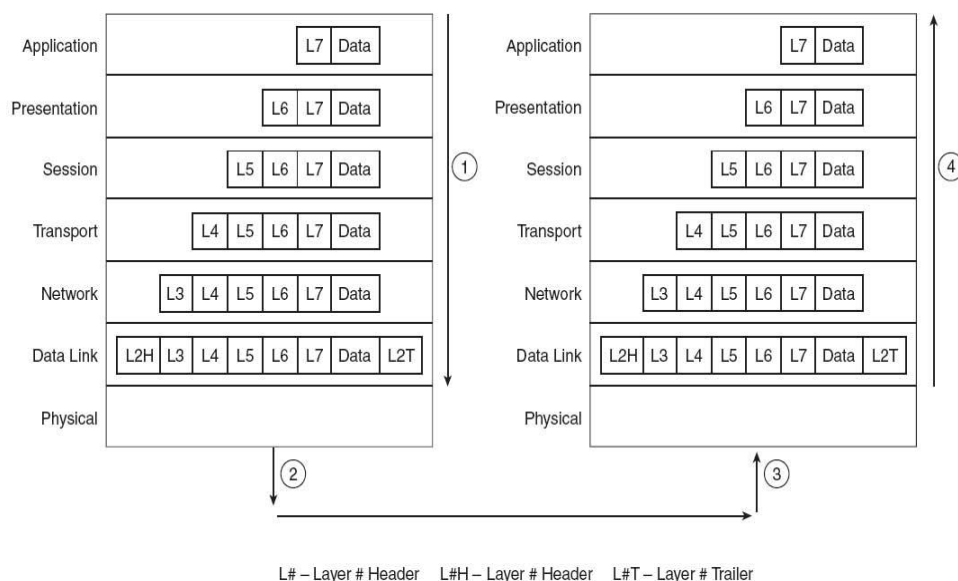 Application L7 Data
Presentation L6 L7 Data
Session L5 L6 L7 Data
Transport L4 L5 L6 L7 Data
Network L3 L4 L5 L6 L7 Data
Data Link L2H L3 L4 L5 L6 L7 Data L2T
Physical
1
2
Application L7 Data
Presentation L6 L7 Data
Session L5 L6 L7 Data
Transport L4 L5 L6 L7 Data
Network L3 L4 L5 L6 L7 Data
Data Link L2H L3 L4 L5 L6 L7 Data L2T
Physical
4
3
L# – Layer # Header L#H – Layer # Header L#T – Layer # Trailer